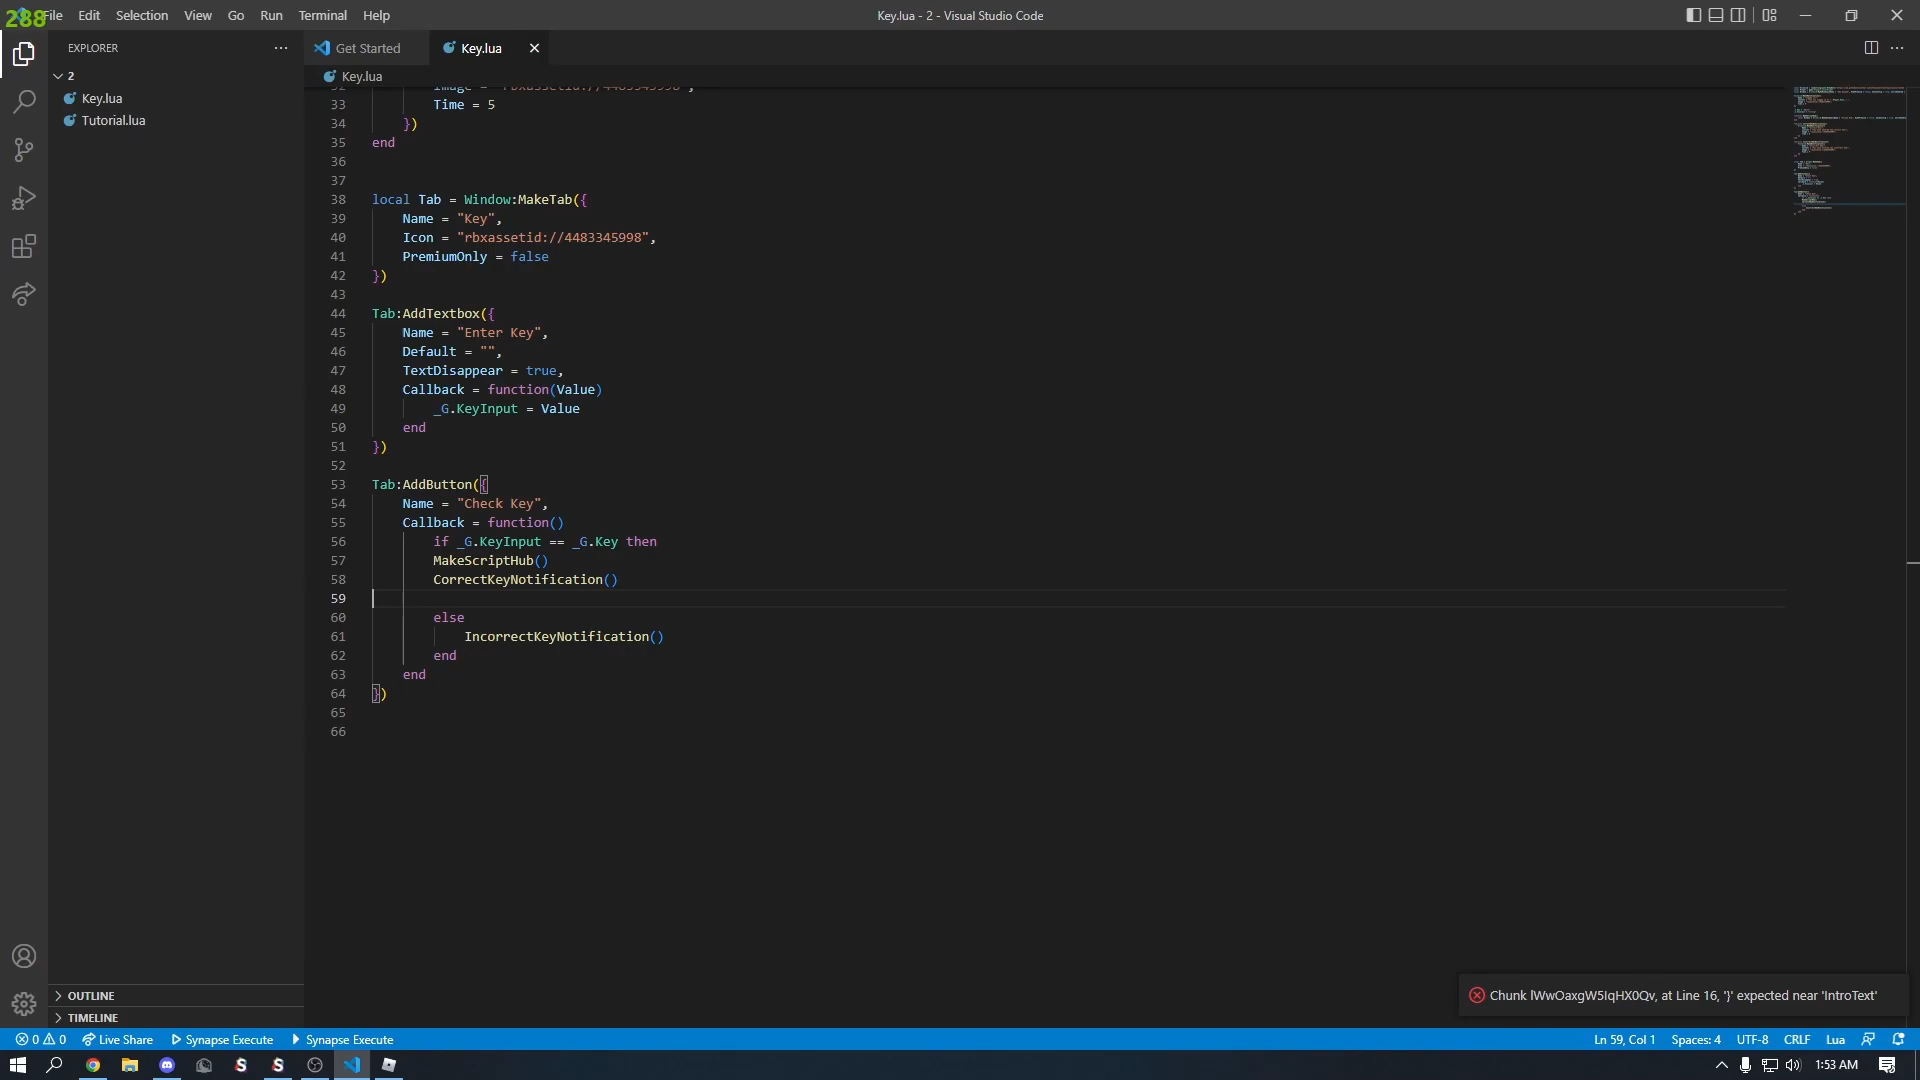 288
File Edit Selection View Go Run Terminal Help
Key.lua - 2 - Visual Studio Code
EXPLORER
Get Started
Key.lua
2
Key.lua
Key.lua
Tutorial.lua
32 Image = "rbxassetid://4483345998",
33 Time = 5
34 })
35 end
36
37
38 local Tab = Window:MakeTab({
39 Name = "Key",
40 Icon = "rbxassetid://4483345998",
41 PremiumOnly = false
42 })
43
44 Tab:AddTextbox({
45 Name = "Enter Key",
46 Default = "",
47 TextDisappear = true,
48 Callback = function(Value)
49 _G.KeyInput = Value
50 end
51 })
52
53 Tab:AddButton({
54 Name = "Check Key",
55 Callback = function()
56 if _G.KeyInput == _G.Key then
57 MakeScriptHub()
58 CorrectKeyNotification()
59
60 else
61 IncorrectKeyNotification()
62 end
63 end
64 })
65
66
OUTLINE
TIMELINE
Chunk lWwOaxgW5IqHX0Qv, at Line 16, '}' expected near 'IntroText'
0 0 Live Share Synapse Execute Synapse Execute
Ln 59, Col 1 Spaces: 4 UTF-8 CRLF Lua
1:53 AM